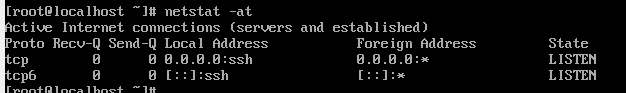 [root@localhost ~]# netstat -at
Active Internet connections (servers and established)
Proto Recv-Q Send-Q Local Address           Foreign Address         State
tcp        0      0 0.0.0.0:ssh             0.0.0.0:*               LISTEN
tcp6       0      0 [::]:ssh                [::]:*                  LISTEN
[root@localhost ~]#